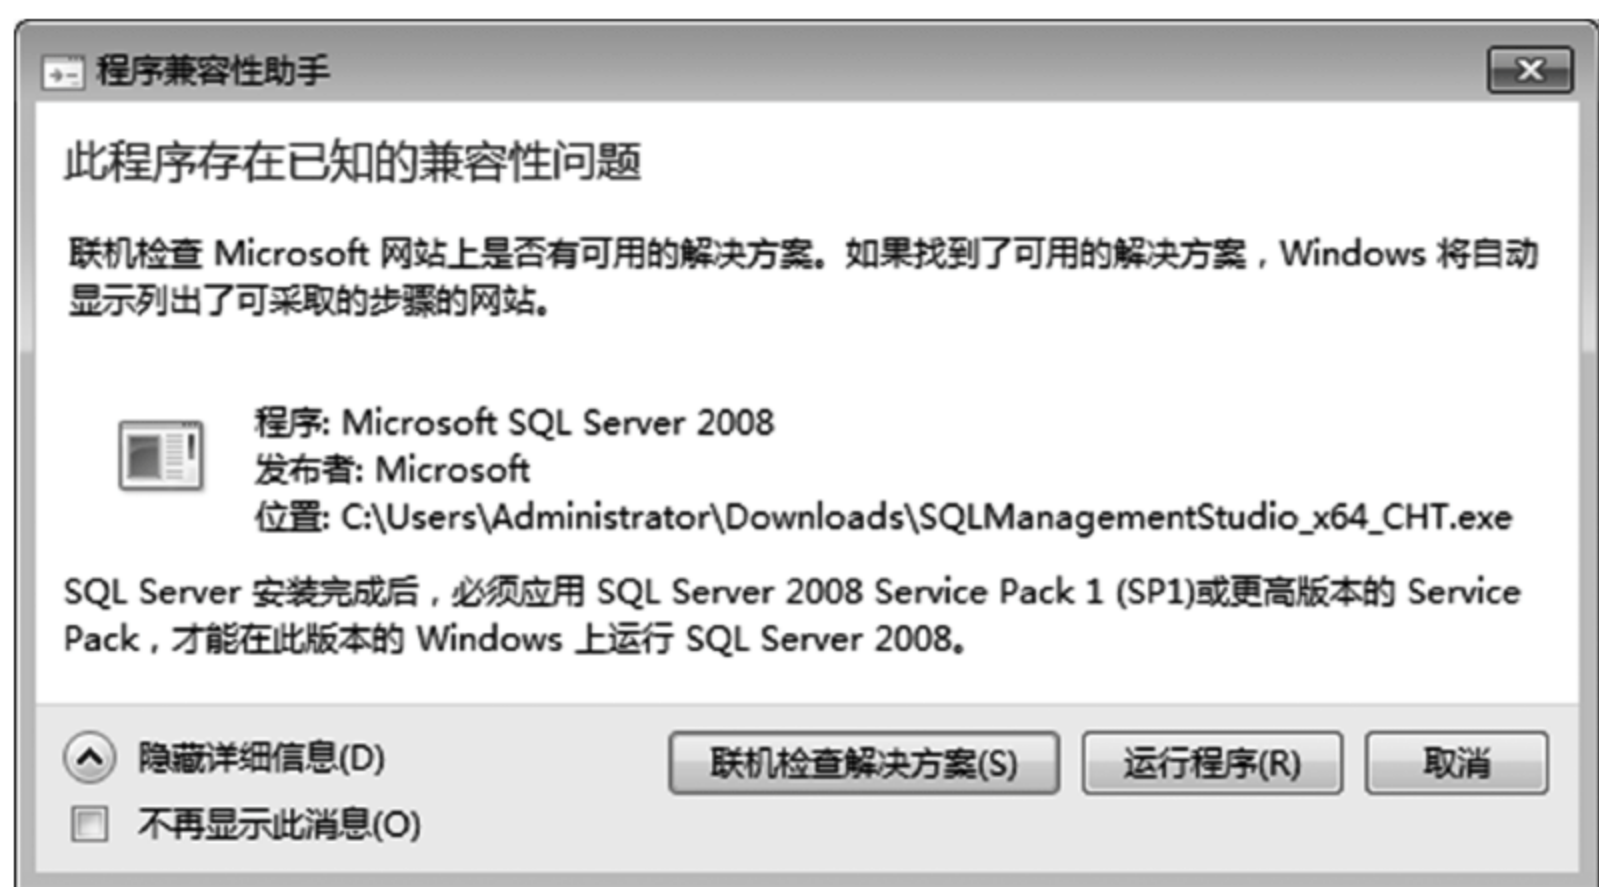 程序兼容性助手
此程序存在已知的兼容性问题
联机检查 Microsoft 网站上是否有可用的解决方案。如果找到了可用的解决方案，Windows 将自动
显示列出了可采取的步骤的网站。
程序: Microsoft SQL Server 2008
发布者: Microsoft
位置: C:\Users\Administrator\Downloads\SQLManagementStudio_x64_CHT.exe
SQL Server 安装完成后，必须应用 SQL Server 2008 Service Pack 1 (SP1)或更高版本的 Service
Pack，才能在此版本的 Windows 上运行 SQL Server 2008。
隐藏详细信息(D) 联机检查解决方案(S) 运行程序(R) 取消
不再显示此消息(O)